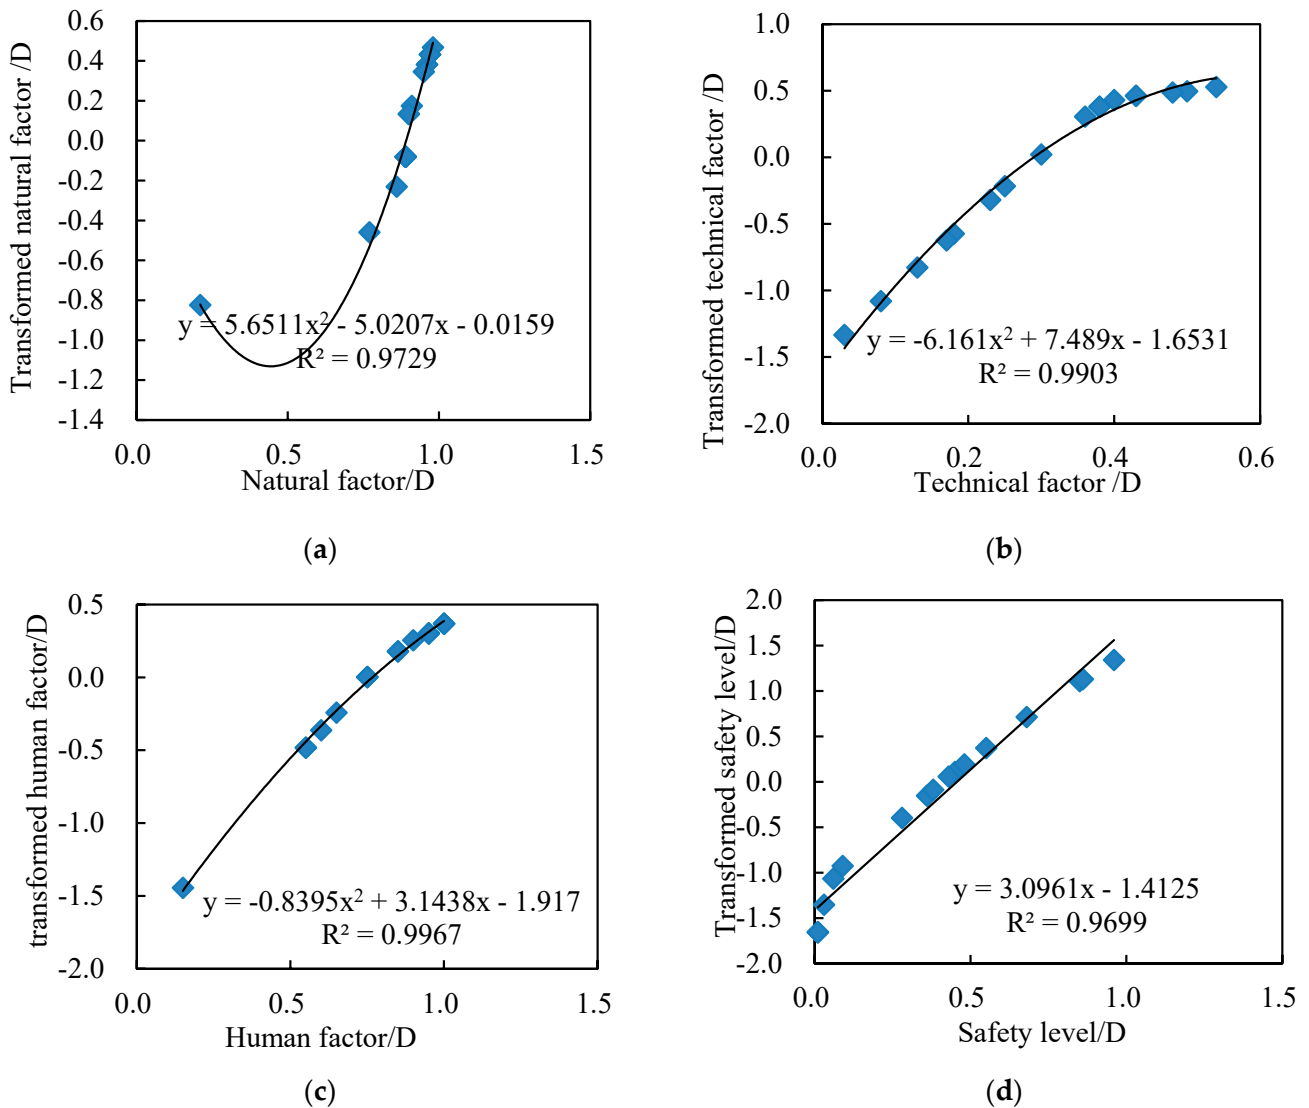 Transformed natural factor /D
0.6
0.4
0.2
0.0
-0.2
-0.4
-0.6
-0.8
-1.0
-1.2
-1.4
y = 5.6511x² - 5.0207x - 0.0159
R² = 0.9729
0.0 0.5 1.0 1.5
Natural factor/D
(a)
Transformed technical factor /D
1.0
0.5
0.0
-0.5
-1.0
-1.5
-2.0
y = -6.161x² + 7.489x - 1.6531
R² = 0.9903
0.0 0.2 0.4 0.6
Technical factor /D
(b)
transformed human factor/D
0.5
0.0
-0.5
-1.0
-1.5
-2.0
y = -0.8395x² + 3.1438x - 1.917
R² = 0.9967
0.0 0.5 1.0 1.5
Human factor/D
(c)
Transformed safety level/D
2.0
1.5
1.0
0.5
0.0
-0.5
-1.0
-1.5
-2.0
y = 3.0961x - 1.4125
R² = 0.9699
0.0 0.5 1.0 1.5
Safety level/D
(d)